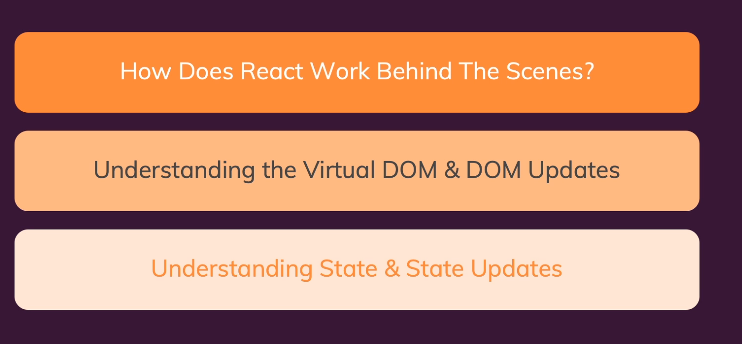 How Does React Work Behind The Scenes?
Understanding the Virtual DOM & DOM Updates
Understanding State & State Updates